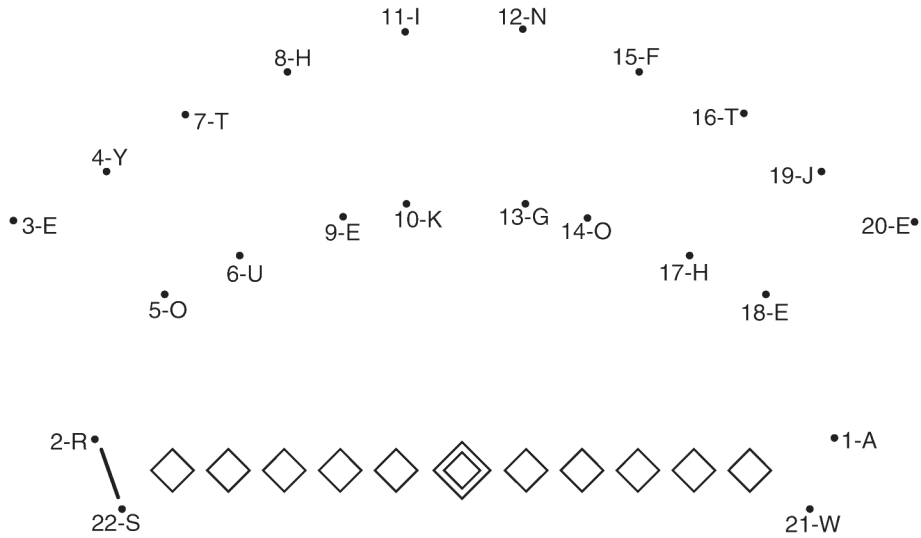 11-I 12-N
8-H 15-F
7-T 16-T
4-Y 19-J
3-E 20-E
9-E 10-K 13-G 14-O
6-U 17-H
5-O 18-E
2-R 1-A
22-S 21-W